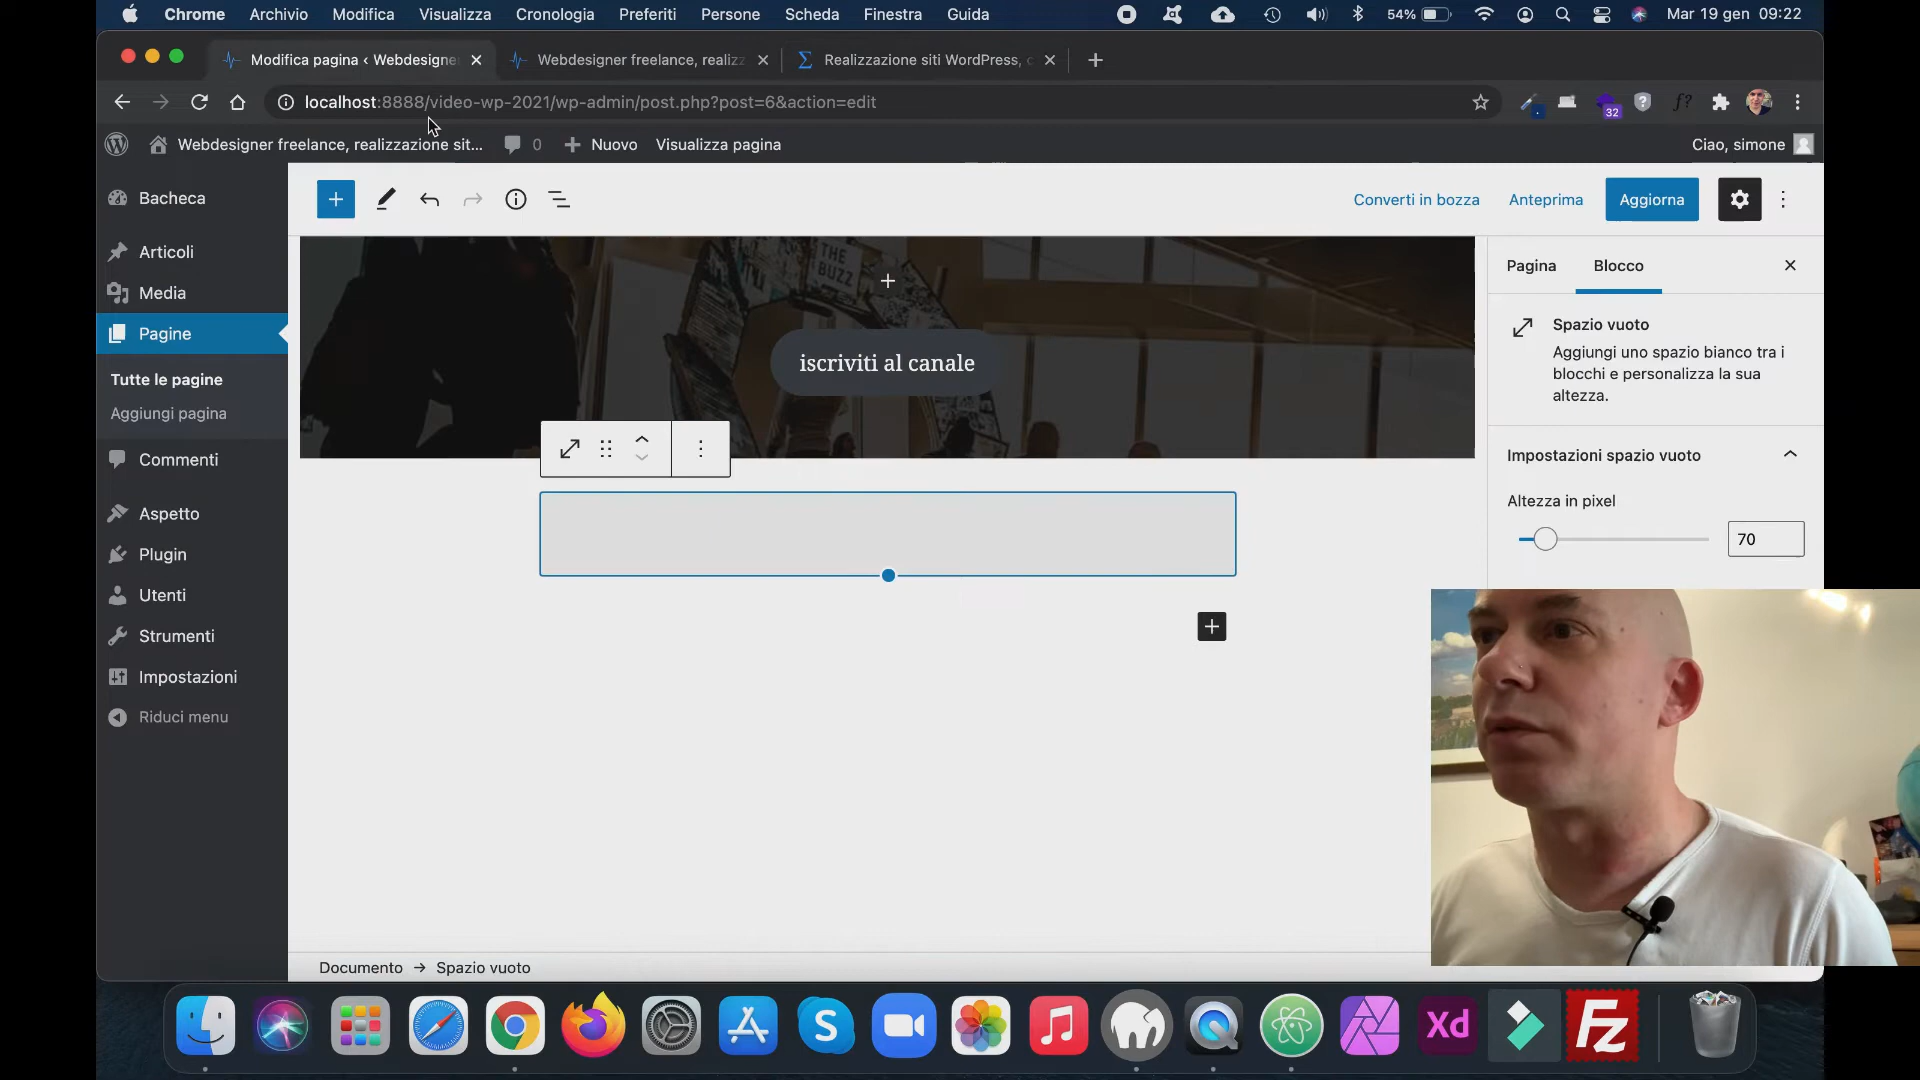 Chrome Archivio Modifica Visualizza Cronologia Preferiti Persone Scheda Finestra Guida 54% Mar 19 gen 09:22
Modifica pagina ‹ Webdesigne Webdesigner freelance, realizz Realizzazione siti WordPress,
localhost:8888/video-wp-2021/wp-admin/post.php?post=6&action=edit
f?
32
Webdesigner freelance, realizzazione sit... 0 Nuovo Visualizza pagina Ciao, simone
Bacheca
Articoli
Media
Pagine
Tutte le pagine
Aggiungi pagina
Commenti
Aspetto
Plugin
Utenti
Strumenti
Impostazioni
Riduci menu
Converti in bozza Anteprima Aggiorna
THE
BUZZ
iscriviti al canale
Pagina Blocco
Spazio vuoto
Aggiungi uno spazio bianco tra i
blocchi e personalizza la sua
altezza.
Impostazioni spazio vuoto
Altezza in pixel
70
Documento → Spazio vuoto
S
Xd
Fz